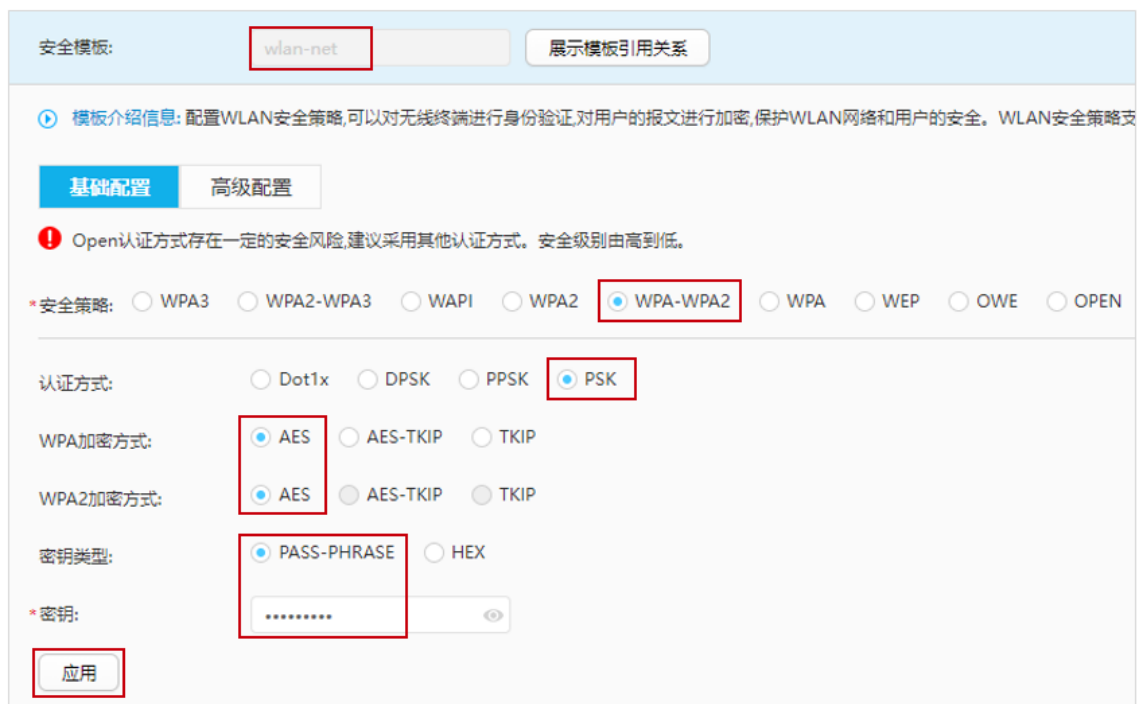 安全模板: wlan-net 展示模板引用关系
模板介绍信息: 配置WLAN安全策略,可以对无线终端进行身份验证,对用户的报文进行加密,保护WLAN网络和用户的安全。WLAN安全策略支
基础配置 高级配置
Open认证方式存在一定的安全风险,建议采用其他认证方式。安全级别由高到低。
*安全策略: WPA3 WPA2-WPA3 WAPI WPA2 WPA-WPA2 WPA WEP OWE OPEN
认证方式: Dot1x DPSK PPSK PSK
WPA加密方式: AES AES-TKIP TKIP
WPA2加密方式: AES AES-TKIP TKIP
密钥类型: PASS-PHRASE HEX
*密钥: •••••••••
应用